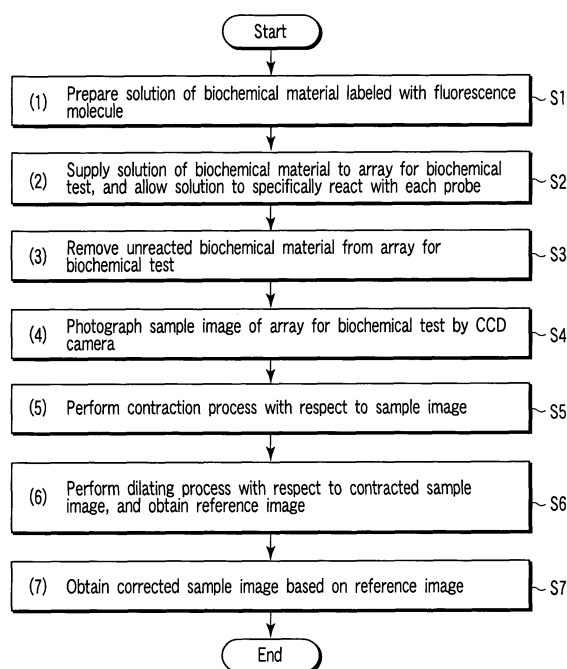 Start
(1) Prepare solution of biochemical material labeled with fluorescence
molecule
S1
(2) Supply solution of biochemical material to array for biochemical
test, and allow solution to specifically react with each probe
S2
(3) Remove unreacted biochemical material from array for
biochemical test
S3
(4) Photograph sample image of array for biochemical test by CCD
camera
S4
(5) Perform contraction process with respect to sample image
S5
(6) Perform dilating process with respect to contracted sample
image, and obtain reference image
S6
(7) Obtain corrected sample image based on reference image
S7
End